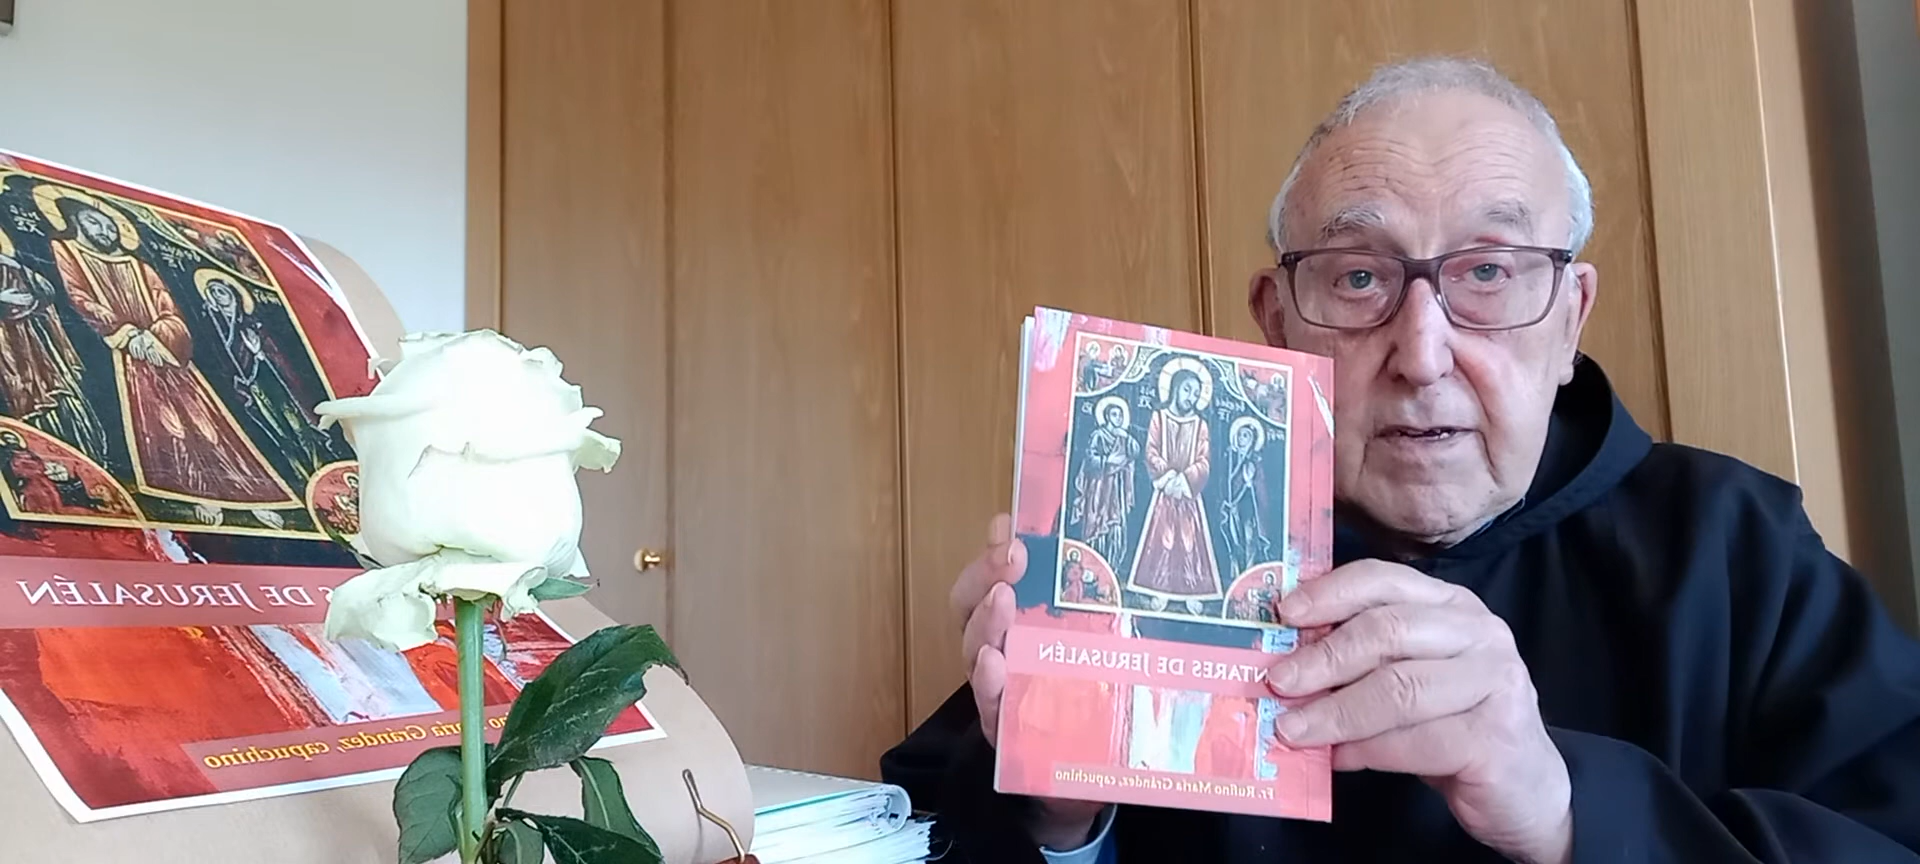 S DE JERUSALÉN
no María Grández, capuchino
NTARES DE JERUSALÉN
Fr. Rufino María Grández, capuchino